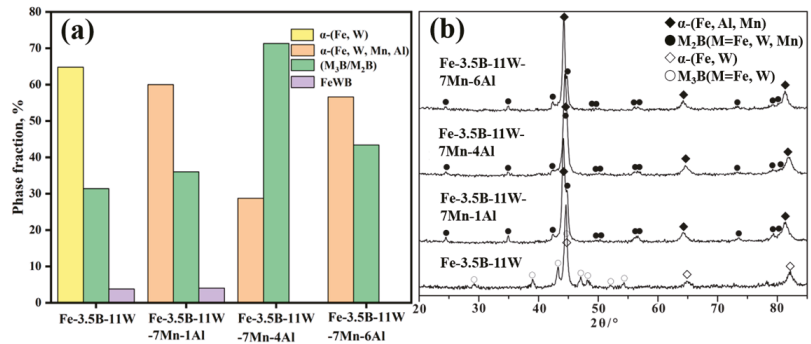 (a)
Phase fraction, %
80
70
60
50
40
30
20
10
0
α-(Fe, W)
α-(Fe, W, Mn, Al)
(M₃B/M₂B)
FeWB
Fe-3.5B-11W
Fe-3.5B-11W
-7Mn-1Al
Fe-3.5B-11W
-7Mn-4Al
Fe-3.5B-11W
-7Mn-6Al
(b)
α-(Fe, Al, Mn)
M₂B(M=Fe, W, Mn)
α-(Fe, W)
M₃B(M=Fe, W)
Fe-3.5B-11W-
7Mn-6Al
Fe-3.5B-11W-
7Mn-4Al
Fe-3.5B-11W-
7Mn-1Al
Fe-3.5B-11W
20 30 40 50 60 70 80
2θ/°